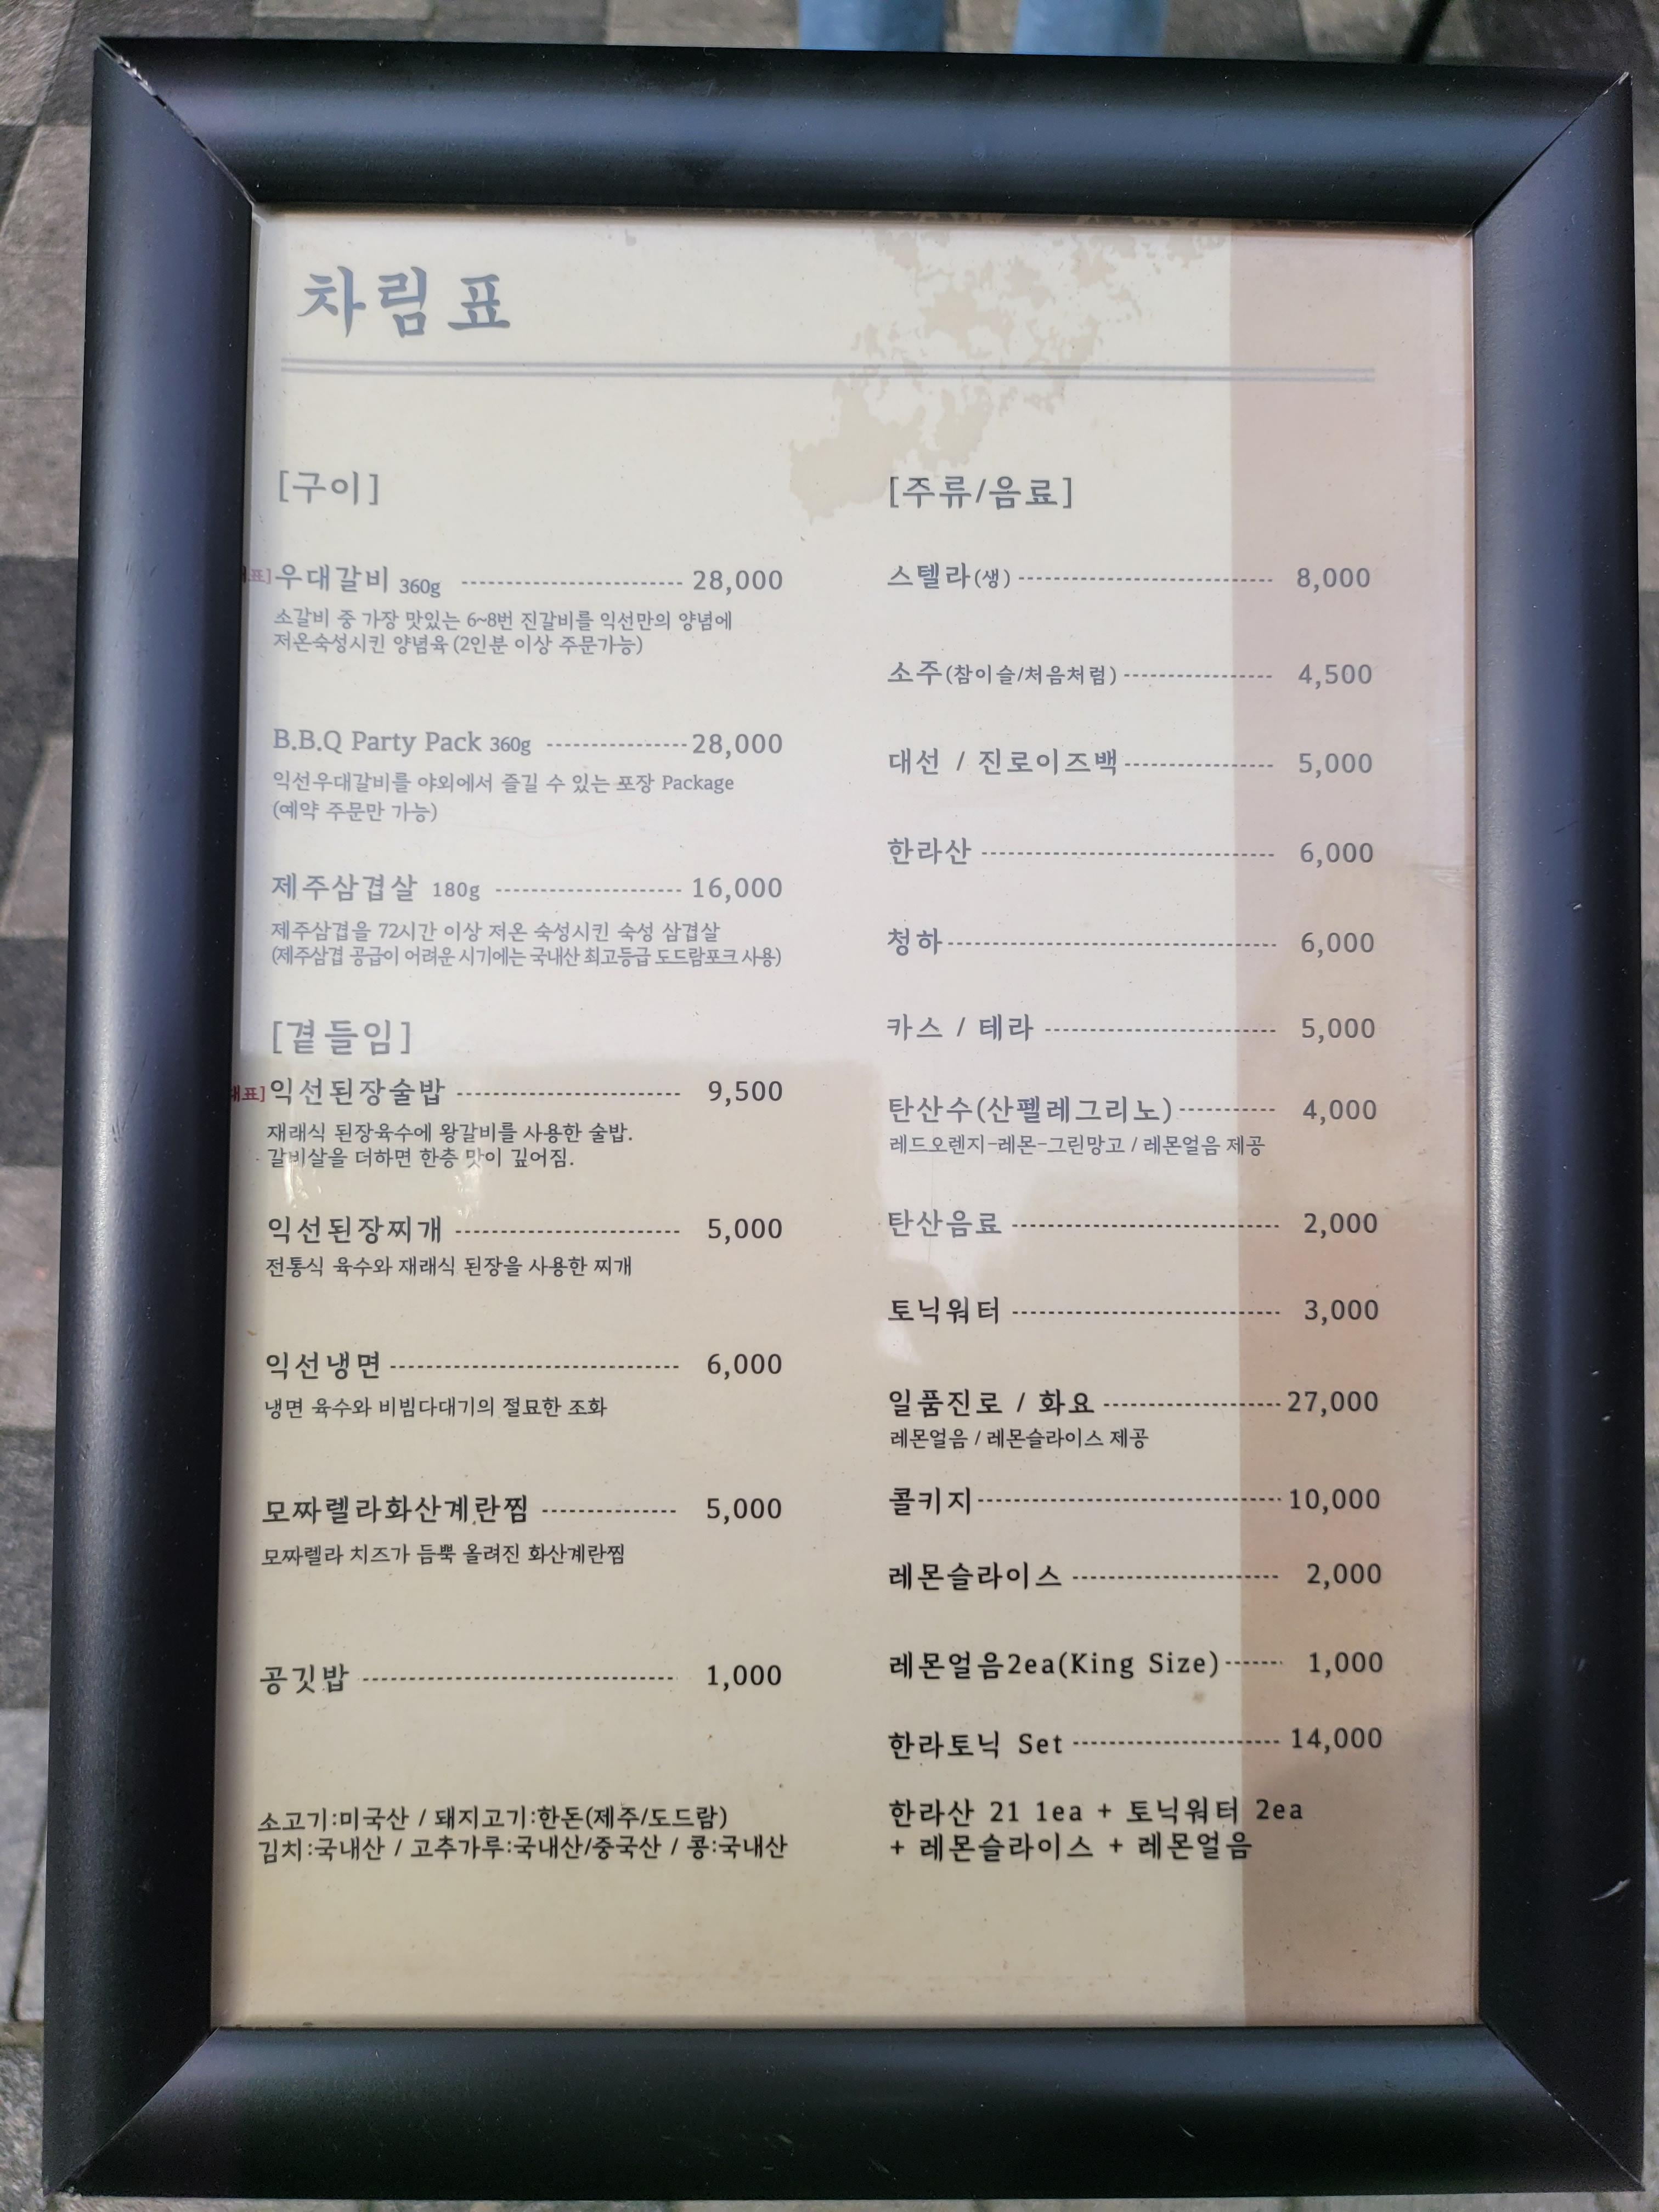 차림표
[구이]
표] 우대갈비 360g 28,000
소갈비 중 가장 맛있는 6~8번 진갈비를 익선만의 양념에
저온숙성시킨 양념육 (2인분 이상 주문가능)
B.B.Q Party Pack 360g 28,000
익선우대갈비를 야외에서 즐길 수 있는 포장 Package
(예약 주문만 가능)
제주삼겹살 180g 16,000
제주삼겹을 72시간 이상 저온 숙성시킨 숙성 삼겹살
(제주삼겹 공급이 어려운 시기에는 국내산 최고등급 도드람포크 사용)
[곁들임]
표] 익선된장술밥 9,500
재래식 된장육수에 왕갈비를 사용한 술밥.
갈비살을 더하면 한층 맛이 깊어짐.
익선된장찌개 5,000
전통식 육수와 재래식 된장을 사용한 찌개
익선냉면 6,000
냉면 육수와 비빔다대기의 절묘한 조화
모짜렐라화산계란찜 5,000
모짜렐라 치즈가 듬뿍 올려진 화산계란찜
공깃밥 1,000
소고기:미국산 / 돼지고기:한돈(제주/도드람)
김치:국내산 / 고추가루:국내산/중국산 / 콩:국내산
[주류/음료]
스텔라(생) 8,000
소주(참이슬/처음처럼) 4,500
대선 / 진로이즈백 5,000
한라산 6,000
청하 6,000
카스 / 테라 5,000
탄산수(산펠레그리노) 4,000
레드오렌지-레몬-그린망고 / 레몬얼음 제공
탄산음료 2,000
토닉워터 3,000
일품진로 / 화요 27,000
레몬얼음 / 레몬슬라이스 제공
콜키지 10,000
레몬슬라이스 2,000
레몬얼음2ea(King Size) 1,000
한라토닉 Set 14,000
한라산 21 1ea + 토닉워터 2ea
+ 레몬슬라이스 + 레몬얼음